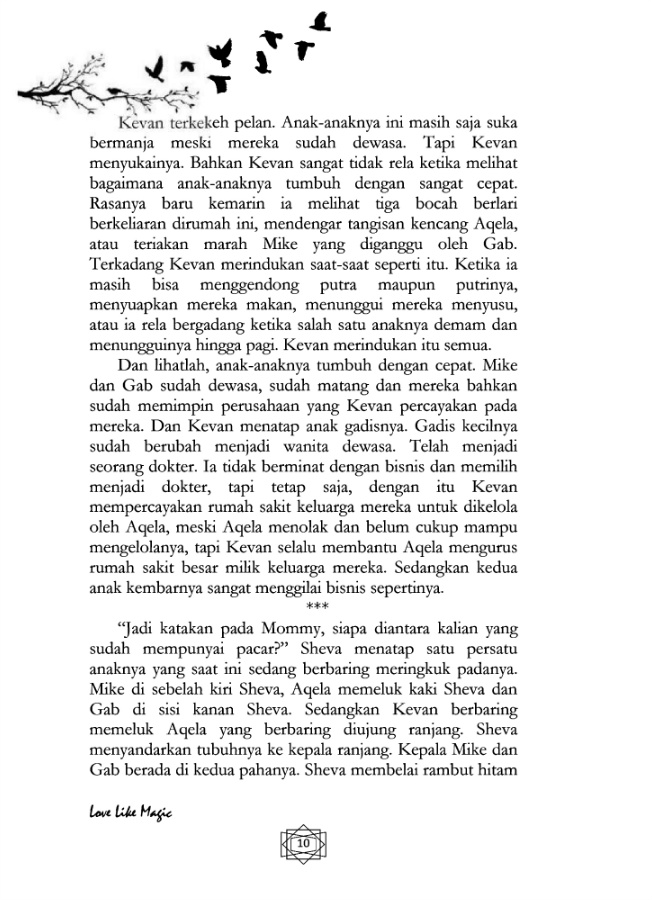 Kevan terkekeh pelan. Anak-anaknya ini masih saja suka
bermanja meski mereka sudah dewasa. Tapi Kevan
menyukainya. Bahkan Kevan sangat tidak rela ketika melihat
bagaimana anak-anaknya tumbuh dengan sangat cepat.
Rasanya baru kemarin ia melihat tiga bocah berlari
berkeliaran dirumah ini, mendengar tangisan kencang Aqela,
atau teriakan marah Mike yang diganggu oleh Gab.
Terkadang Kevan merindukan saat-saat seperti itu. Ketika ia
masih bisa menggendong putra maupun putrinya,
menyuapkan mereka makan, menunggui mereka menyusu,
atau ia rela bergadang ketika salah satu anaknya demam dan
menungguinya hingga pagi. Kevan merindukan itu semua.
Dan lihatlah, anak-anaknya tumbuh dengan cepat. Mike
dan Gab sudah dewasa, sudah matang dan mereka bahkan
sudah memimpin perusahaan yang Kevan percayakan pada
mereka. Dan Kevan menatap anak gadisnya. Gadis kecilnya
sudah berubah menjadi wanita dewasa. Telah menjadi
seorang dokter. Ia tidak berminat dengan bisnis dan memilih
menjadi dokter, tapi tetap saja, dengan itu Kevan
mempercayakan rumah sakit keluarga mereka untuk dikelola
oleh Aqela, meski Aqela menolak dan belum cukup mampu
mengelolanya, tapi Kevan selalu membantu Aqela mengurus
rumah sakit besar milik keluarga mereka. Sedangkan kedua
anak kembarnya sangat menggilai bisnis sepertinya.
***
“Jadi katakan pada Mommy, siapa diantara kalian yang
sudah mempunyai pacar?” Sheva menatap satu persatu
anaknya yang saat ini sedang berbaring meringkuk padanya.
Mike di sebelah kiri Sheva, Aqela memeluk kaki Sheva dan
Gab di sisi kanan Sheva. Sedangkan Kevan berbaring
memeluk Aqela yang berbaring diujung ranjang. Sheva
menyandarkan tubuhnya ke kepala ranjang. Kepala Mike dan
Gab berada di kedua pahanya. Sheva membelai rambut hitam
Love Like Magic
10